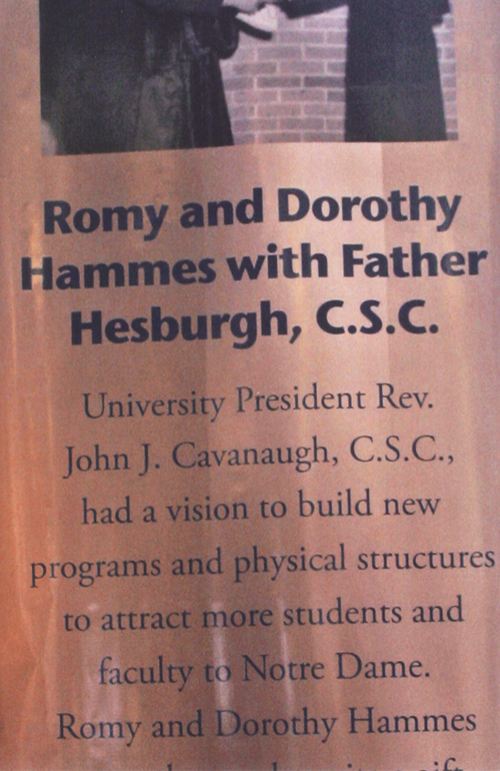 Romy and Dorothy
Hammes with Father
Hesburgh, C.S.C.
University President Rev.
John J. Cavanaugh, C.S.C.,
had a vision to build new
programs and physical structures
to attract more students and
faculty to Notre Dame.
Romy and Dorothy Hammes